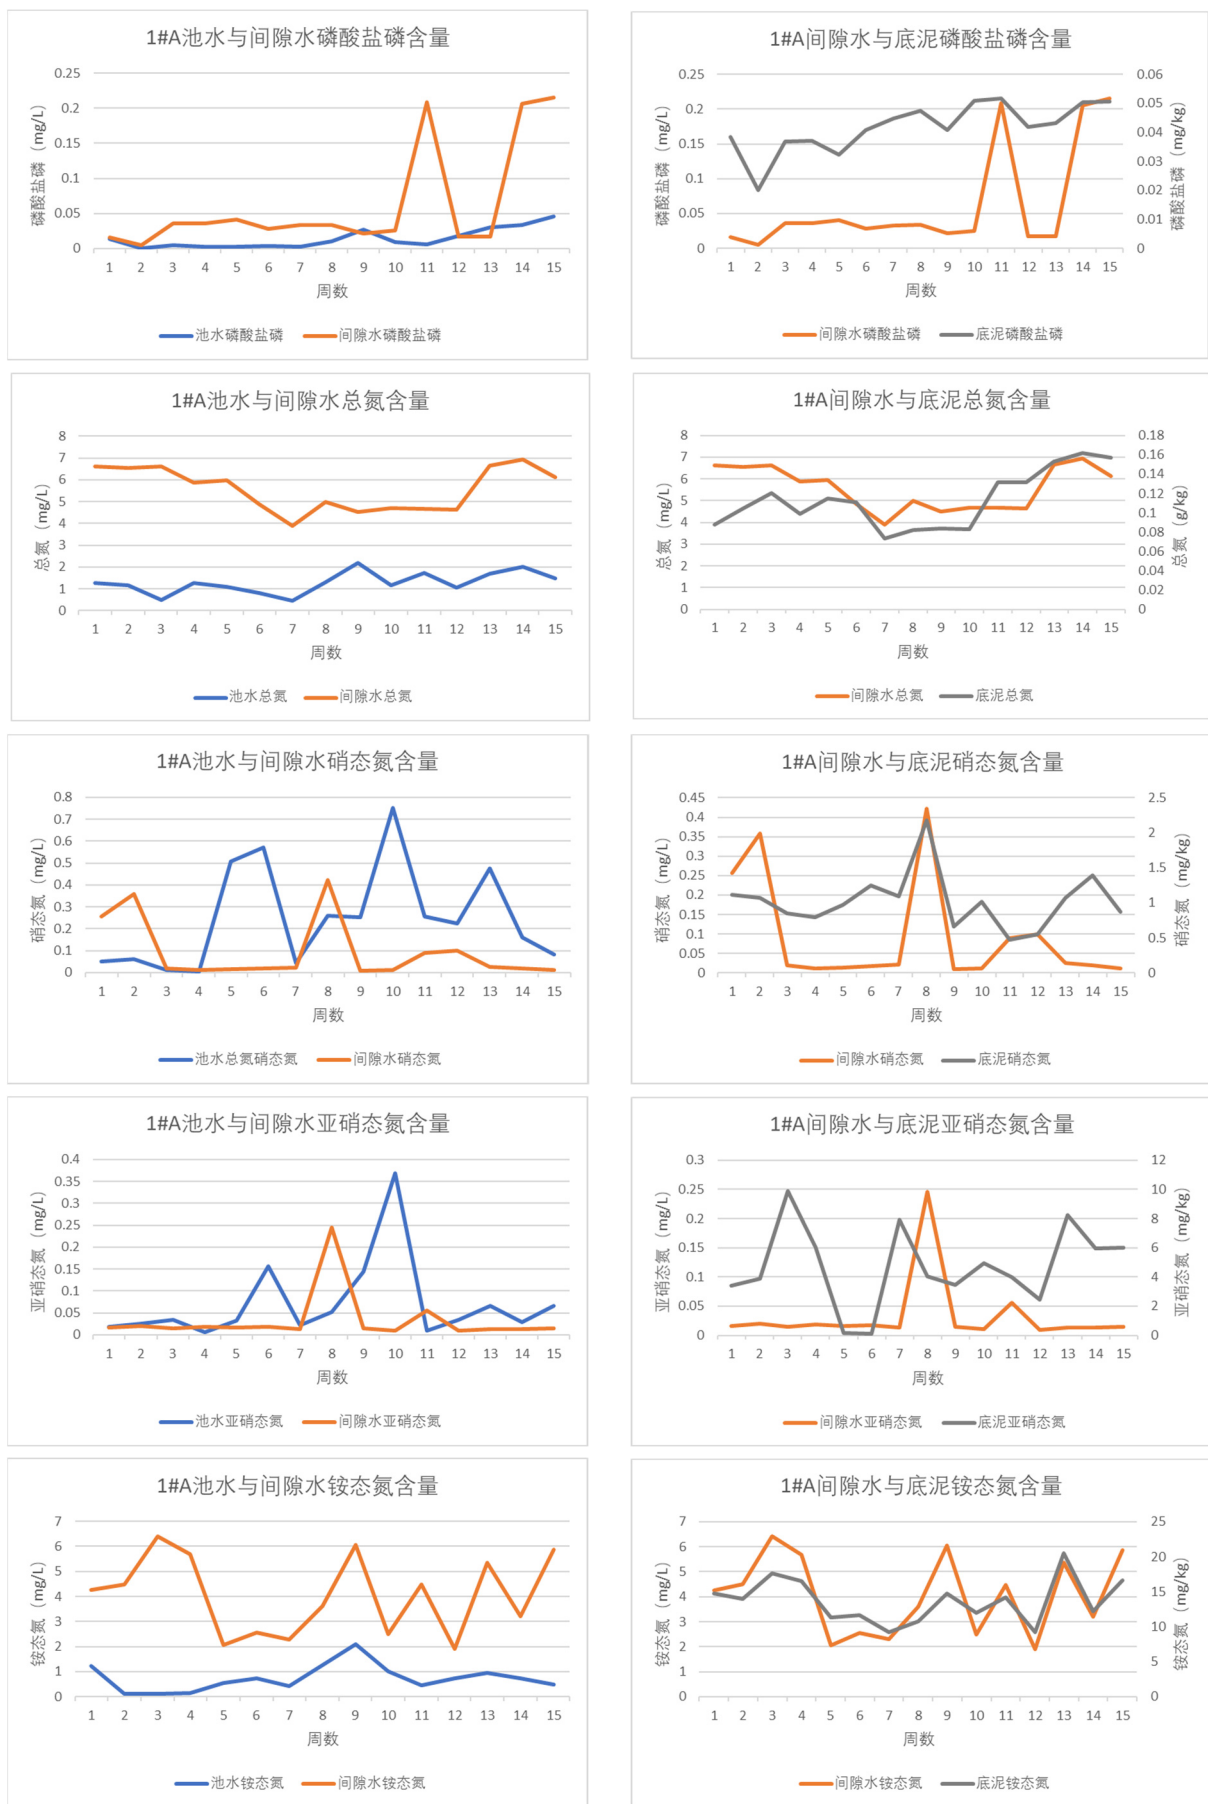 1#A池水与间隙水磷酸盐磷含量
磷酸盐磷（mg/L）
0.25
0.2
0.15
0.1
0.05
0
1 2 3 4 5 6 7 8 9 10 11 12 13 14 15
周数
池水磷酸盐磷 间隙水磷酸盐磷
1#A间隙水与底泥磷酸盐磷含量
磷酸盐磷（mg/L）
0.25
0.2
0.15
0.1
0.05
0
0.06
0.05
0.04
0.03
0.02
0.01
0
磷酸盐磷（mg/kg）
1 2 3 4 5 6 7 8 9 10 11 12 13 14 15
周数
间隙水磷酸盐磷 底泥磷酸盐磷
1#A池水与间隙水总氮含量
总氮（mg/L）
8
7
6
5
4
3
2
1
0
1 2 3 4 5 6 7 8 9 10 11 12 13 14 15
周数
池水总氮 间隙水总氮
1#A间隙水与底泥总氮含量
总氮（mg/L）
8
7
6
5
4
3
2
1
0
0.18
0.16
0.14
0.12
0.1
0.08
0.06
0.04
0.02
0
总氮（g/kg）
1 2 3 4 5 6 7 8 9 10 11 12 13 14 15
周数
间隙水总氮 底泥总氮
1#A池水与间隙水硝态氮含量
硝态氮（mg/L）
0.8
0.7
0.6
0.5
0.4
0.3
0.2
0.1
0
1 2 3 4 5 6 7 8 9 10 11 12 13 14 15
周数
池水总氮硝态氮 间隙水硝态氮
1#A间隙水与底泥硝态氮含量
硝态氮（mg/L）
0.45
0.4
0.35
0.3
0.25
0.2
0.15
0.1
0.05
0
2.5
2
1.5
1
0.5
0
硝态氮（mg/kg）
1 2 3 4 5 6 7 8 9 10 11 12 13 14 15
周数
间隙水硝态氮 底泥硝态氮
1#A池水与间隙水亚硝态氮含量
亚硝态氮（mg/L）
0.4
0.35
0.3
0.25
0.2
0.15
0.1
0.05
0
1 2 3 4 5 6 7 8 9 10 11 12 13 14 15
周数
池水亚硝态氮 间隙水亚硝态氮
1#A间隙水与底泥亚硝态氮含量
亚硝态氮（mg/L）
0.3
0.25
0.2
0.15
0.1
0.05
0
12
10
8
6
4
2
0
亚硝态氮（mg/kg）
1 2 3 4 5 6 7 8 9 10 11 12 13 14 15
周数
间隙水亚硝态氮 底泥亚硝态氮
1#A池水与间隙水铵态氮含量
铵态氮（mg/L）
7
6
5
4
3
2
1
0
1 2 3 4 5 6 7 8 9 10 11 12 13 14 15
周数
池水铵态氮 间隙水铵态氮
1#A间隙水与底泥铵态氮含量
铵态氮（mg/L）
7
6
5
4
3
2
1
0
25
20
15
10
5
0
铵态氮（mg/kg）
1 2 3 4 5 6 7 8 9 10 11 12 13 14 15
周数
间隙水铵态氮 底泥铵态氮